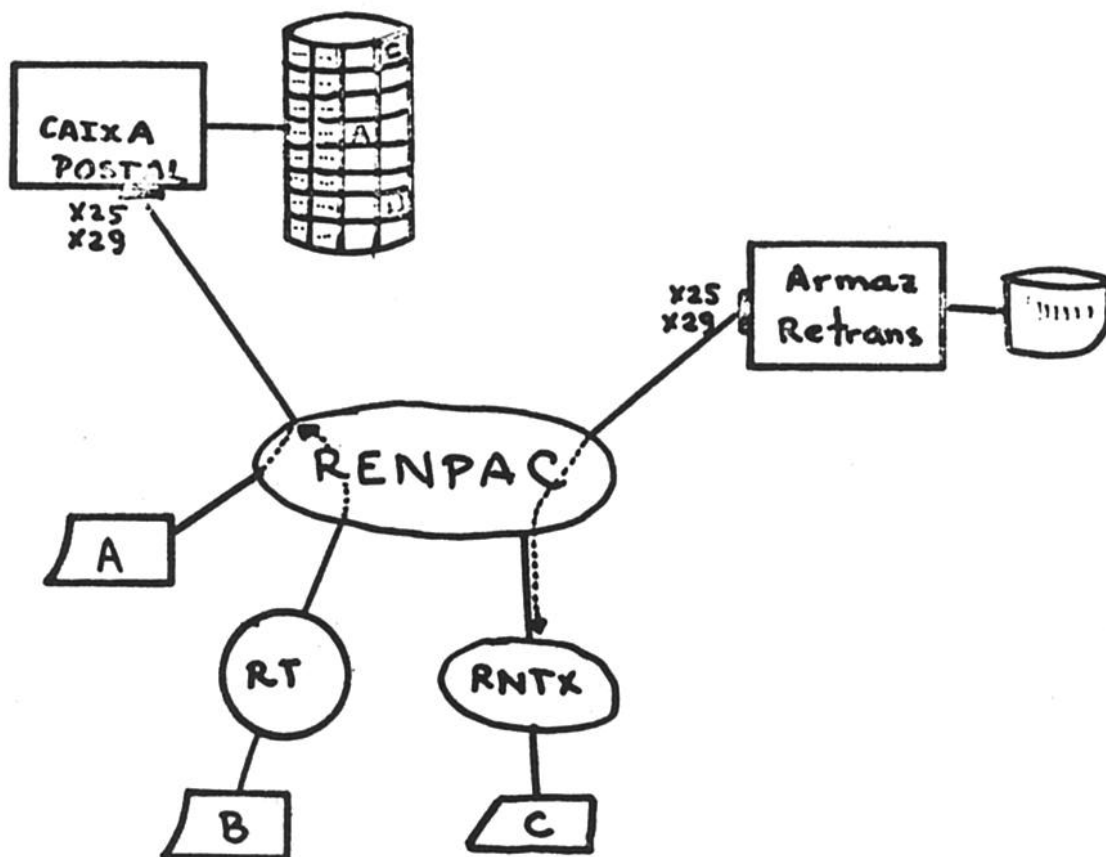 CAIXA
POSTAL
X25
X29
A
X25
X29
Armaz
Retrans
RENPAC
A
RT
RNTX
B
C